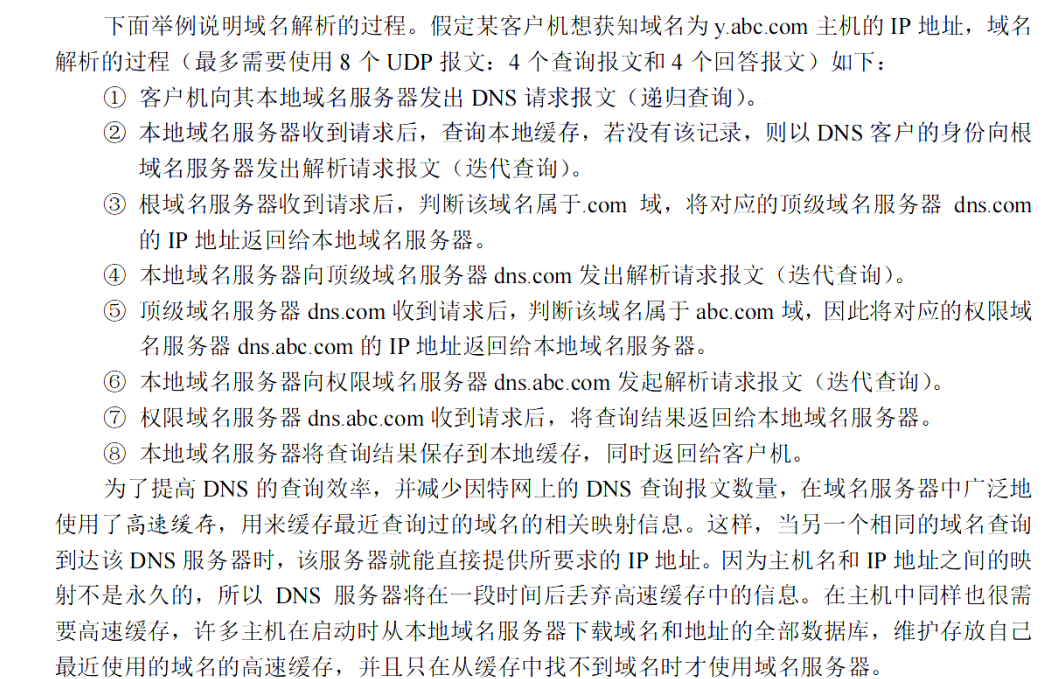 下面举例说明域名解析的过程。假定某客户机想获知域名为 y.abc.com 主机的 IP 地址，域名
解析的过程（最多需要使用 8 个 UDP 报文：4 个查询报文和 4 个回答报文）如下：
① 客户机向其本地域名服务器发出 DNS 请求报文（递归查询）。
② 本地域名服务器收到请求后，查询本地缓存，若没有该记录，则以 DNS 客户的身份向根
域名服务器发出解析请求报文（迭代查询）。
③ 根域名服务器收到请求后，判断该域名属于.com 域，将对应的顶级域名服务器 dns.com
的 IP 地址返回给本地域名服务器。
④ 本地域名服务器向顶级域名服务器 dns.com 发出解析请求报文（迭代查询）。
⑤ 顶级域名服务器 dns.com 收到请求后，判断该域名属于 abc.com 域，因此将对应的权限域
名服务器 dns.abc.com 的 IP 地址返回给本地域名服务器。
⑥ 本地域名服务器向权限域名服务器 dns.abc.com 发起解析请求报文（迭代查询）。
⑦ 权限域名服务器 dns.abc.com 收到请求后，将查询结果返回给本地域名服务器。
⑧ 本地域名服务器将查询结果保存到本地缓存，同时返回给客户机。
为了提高 DNS 的查询效率，并减少因特网上的 DNS 查询报文数量，在域名服务器中广泛地
使用了高速缓存，用来缓存最近查询过的域名的相关映射信息。这样，当另一个相同的域名查询
到达该 DNS 服务器时，该服务器就能直接提供所要求的 IP 地址。因为主机名和 IP 地址之间的映
射不是永久的，所以 DNS 服务器将在一段时间后丢弃高速缓存中的信息。在主机中同样也很需
要高速缓存，许多主机在启动时从本地域名服务器下载域名和地址的全部数据库，维护存放自己
最近使用的域名的高速缓存，并且只在从缓存中找不到域名时才使用域名服务器。